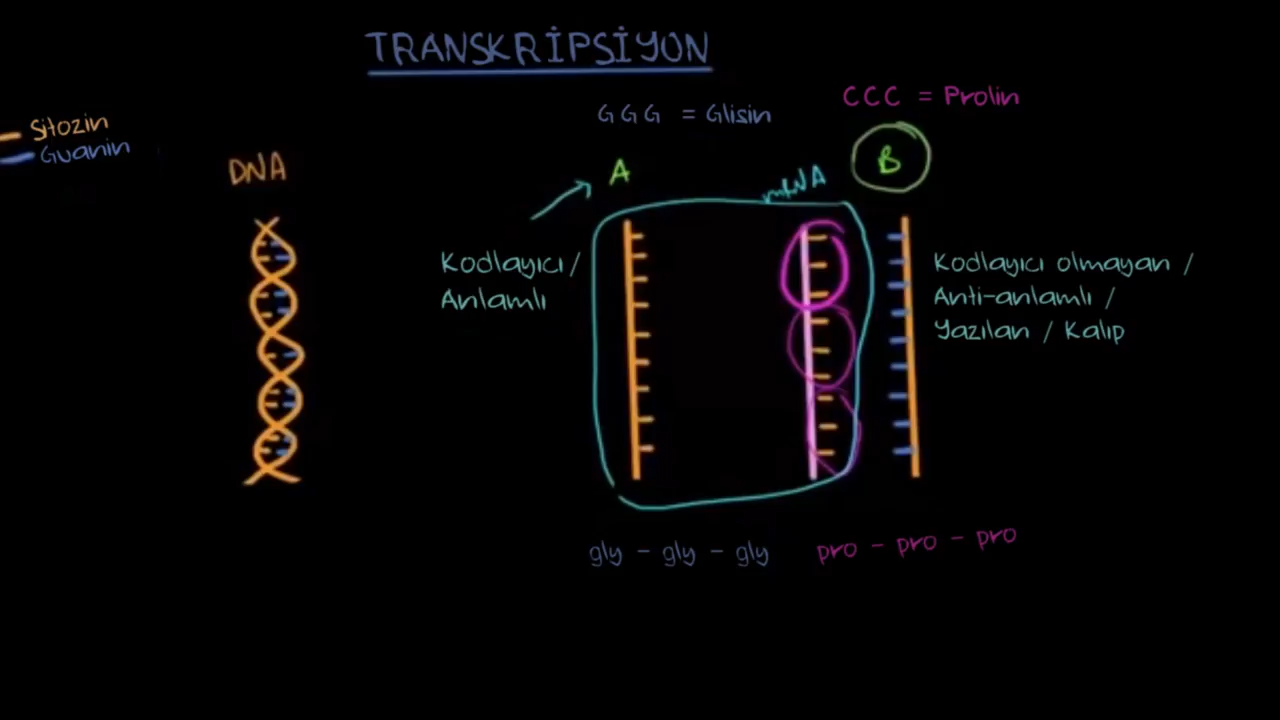 TRANSKRİPSİYON
CCC = Prolin
GGG = Glisin
Sitozin
Guanin
DNA
A
mRNA
B
Kodlayıcı /
Anlamlı
Kodlayıcı olmayan /
Anti-anlamlı /
Yazılan / Kalıp
gly - gly - gly
pro - pro - pro